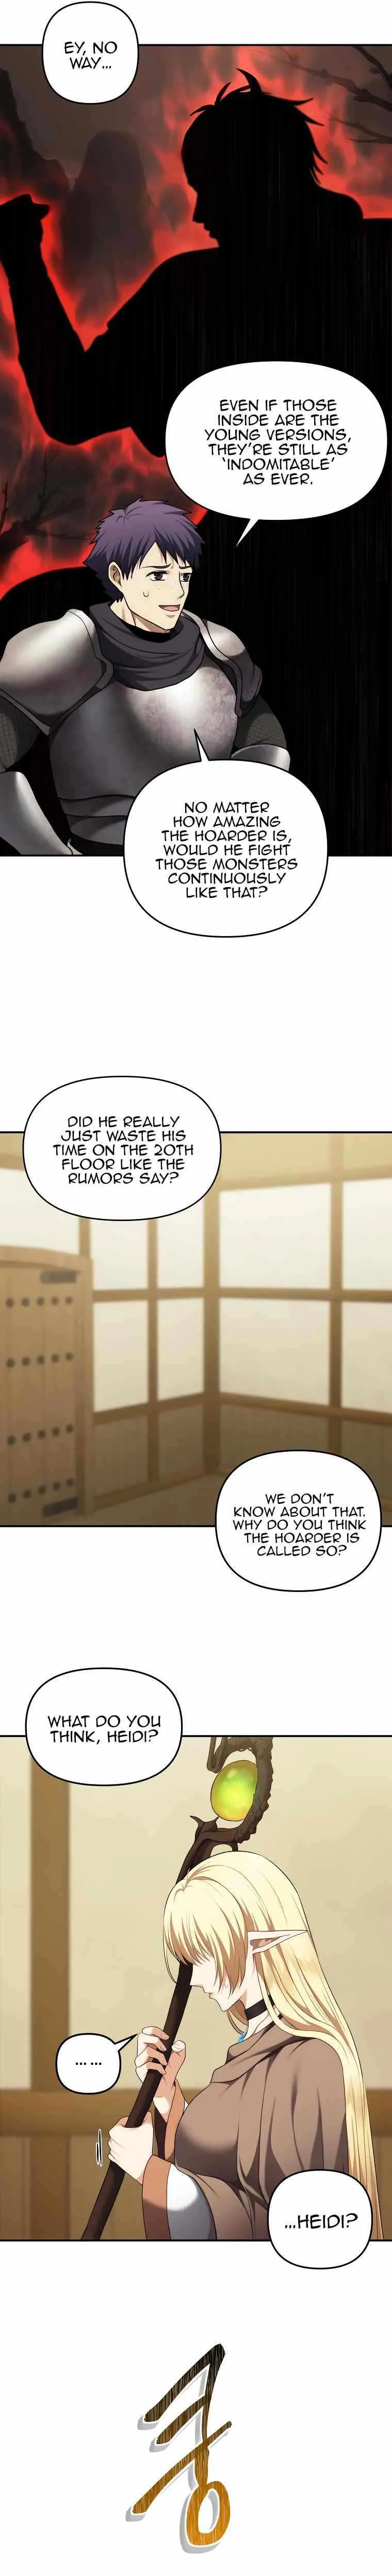 EY, NO
WAY...
EVEN IF THOSE
INSIDE ARE THE
YOUNG VERSIONS,
THEY'RE STILL AS
'INDOMITABLE'
AS EVER.
NO MATTER
HOW AMAZING
THE HOARDER IS,
WOULD HE FIGHT
THOSE MONSTERS
CONTINUOUSLY
LIKE THAT?
DID HE REALLY
JUST WASTE HIS
TIME ON THE 20TH
FLOOR LIKE THE
RUMORS SAY?
WE DON'T
KNOW ABOUT THAT.
WHY DO YOU THINK
THE HOARDER IS
CALLED SO?
WHAT DO YOU
THINK, HEIDI?
... ...
...HEIDI?
쿵